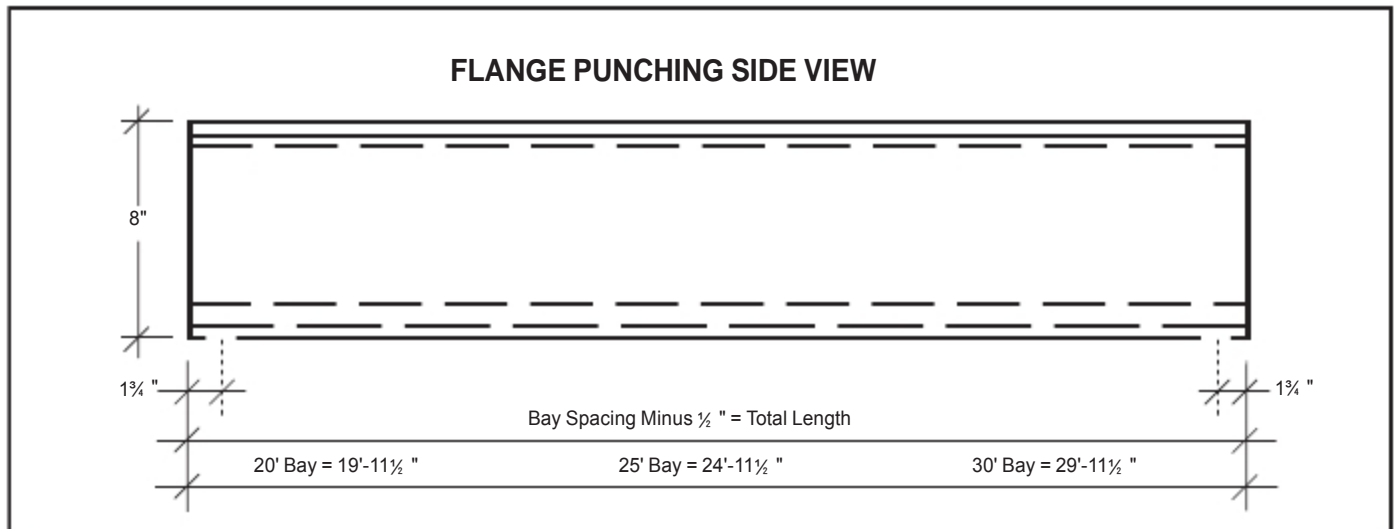 FLANGE PUNCHING SIDE VIEW
8"
1¾ "
1¾ "
Bay Spacing Minus ½ " = Total Length
20' Bay = 19'-11½ " 25' Bay = 24'-11½ " 30' Bay = 29'-11½ "